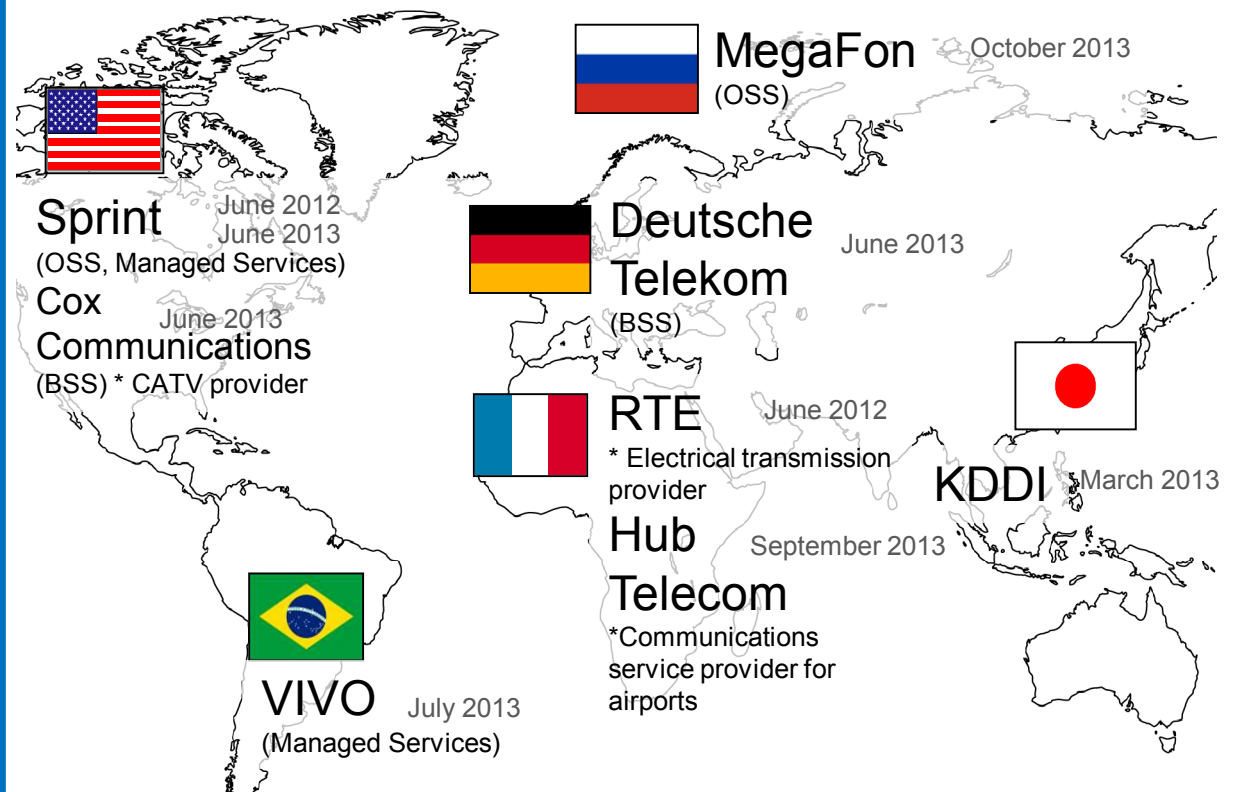 MegaFon October 2013
(OSS)
Sprint June 2012
June 2013
(OSS, Managed Services)
Cox
June 2013
Communications
(BSS) * CATV provider
Deutsche
Telekom June 2013
(BSS)
RTE June 2012
* Electrical transmission
provider
Hub September 2013
Telecom
*Communications
service provider for
airports
KDDI March 2013
VIVO July 2013
(Managed Services)